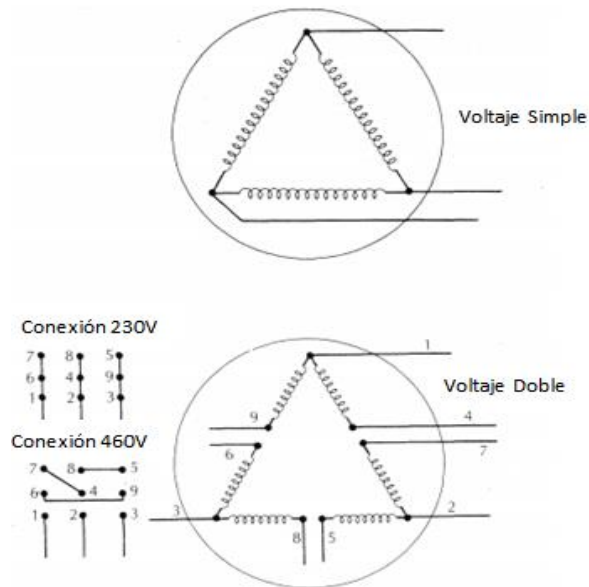 Voltaje Simple
Conexión 230V
7 8 5
6 4 9
1 2 3
Conexión 460V
7 8 5
6 4 9
1 2 3
1
Voltaje Doble
9 4
6 7
3 2
8 5